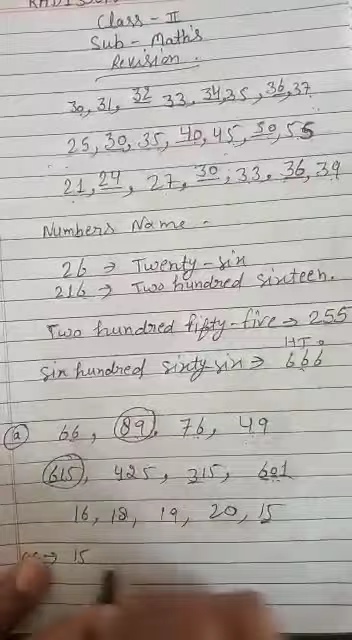 Class - II
Sub - Math's
Revision.
30, 31, 32 33, 34, 35, 36, 37
25, 30, 35, 40, 45, 50, 55
21, 24, 27, 30, 33, 36, 39
Numbers Name -
26 → Twenty-six
216 → Two hundred sixteen.
Two hundred fifty-five → 255
H T O
six hundred sixty-six → 666
(a) 66, 89, 76, 49
615, 425, 315, 601
16, 18, 19, 20, 15
→ 15